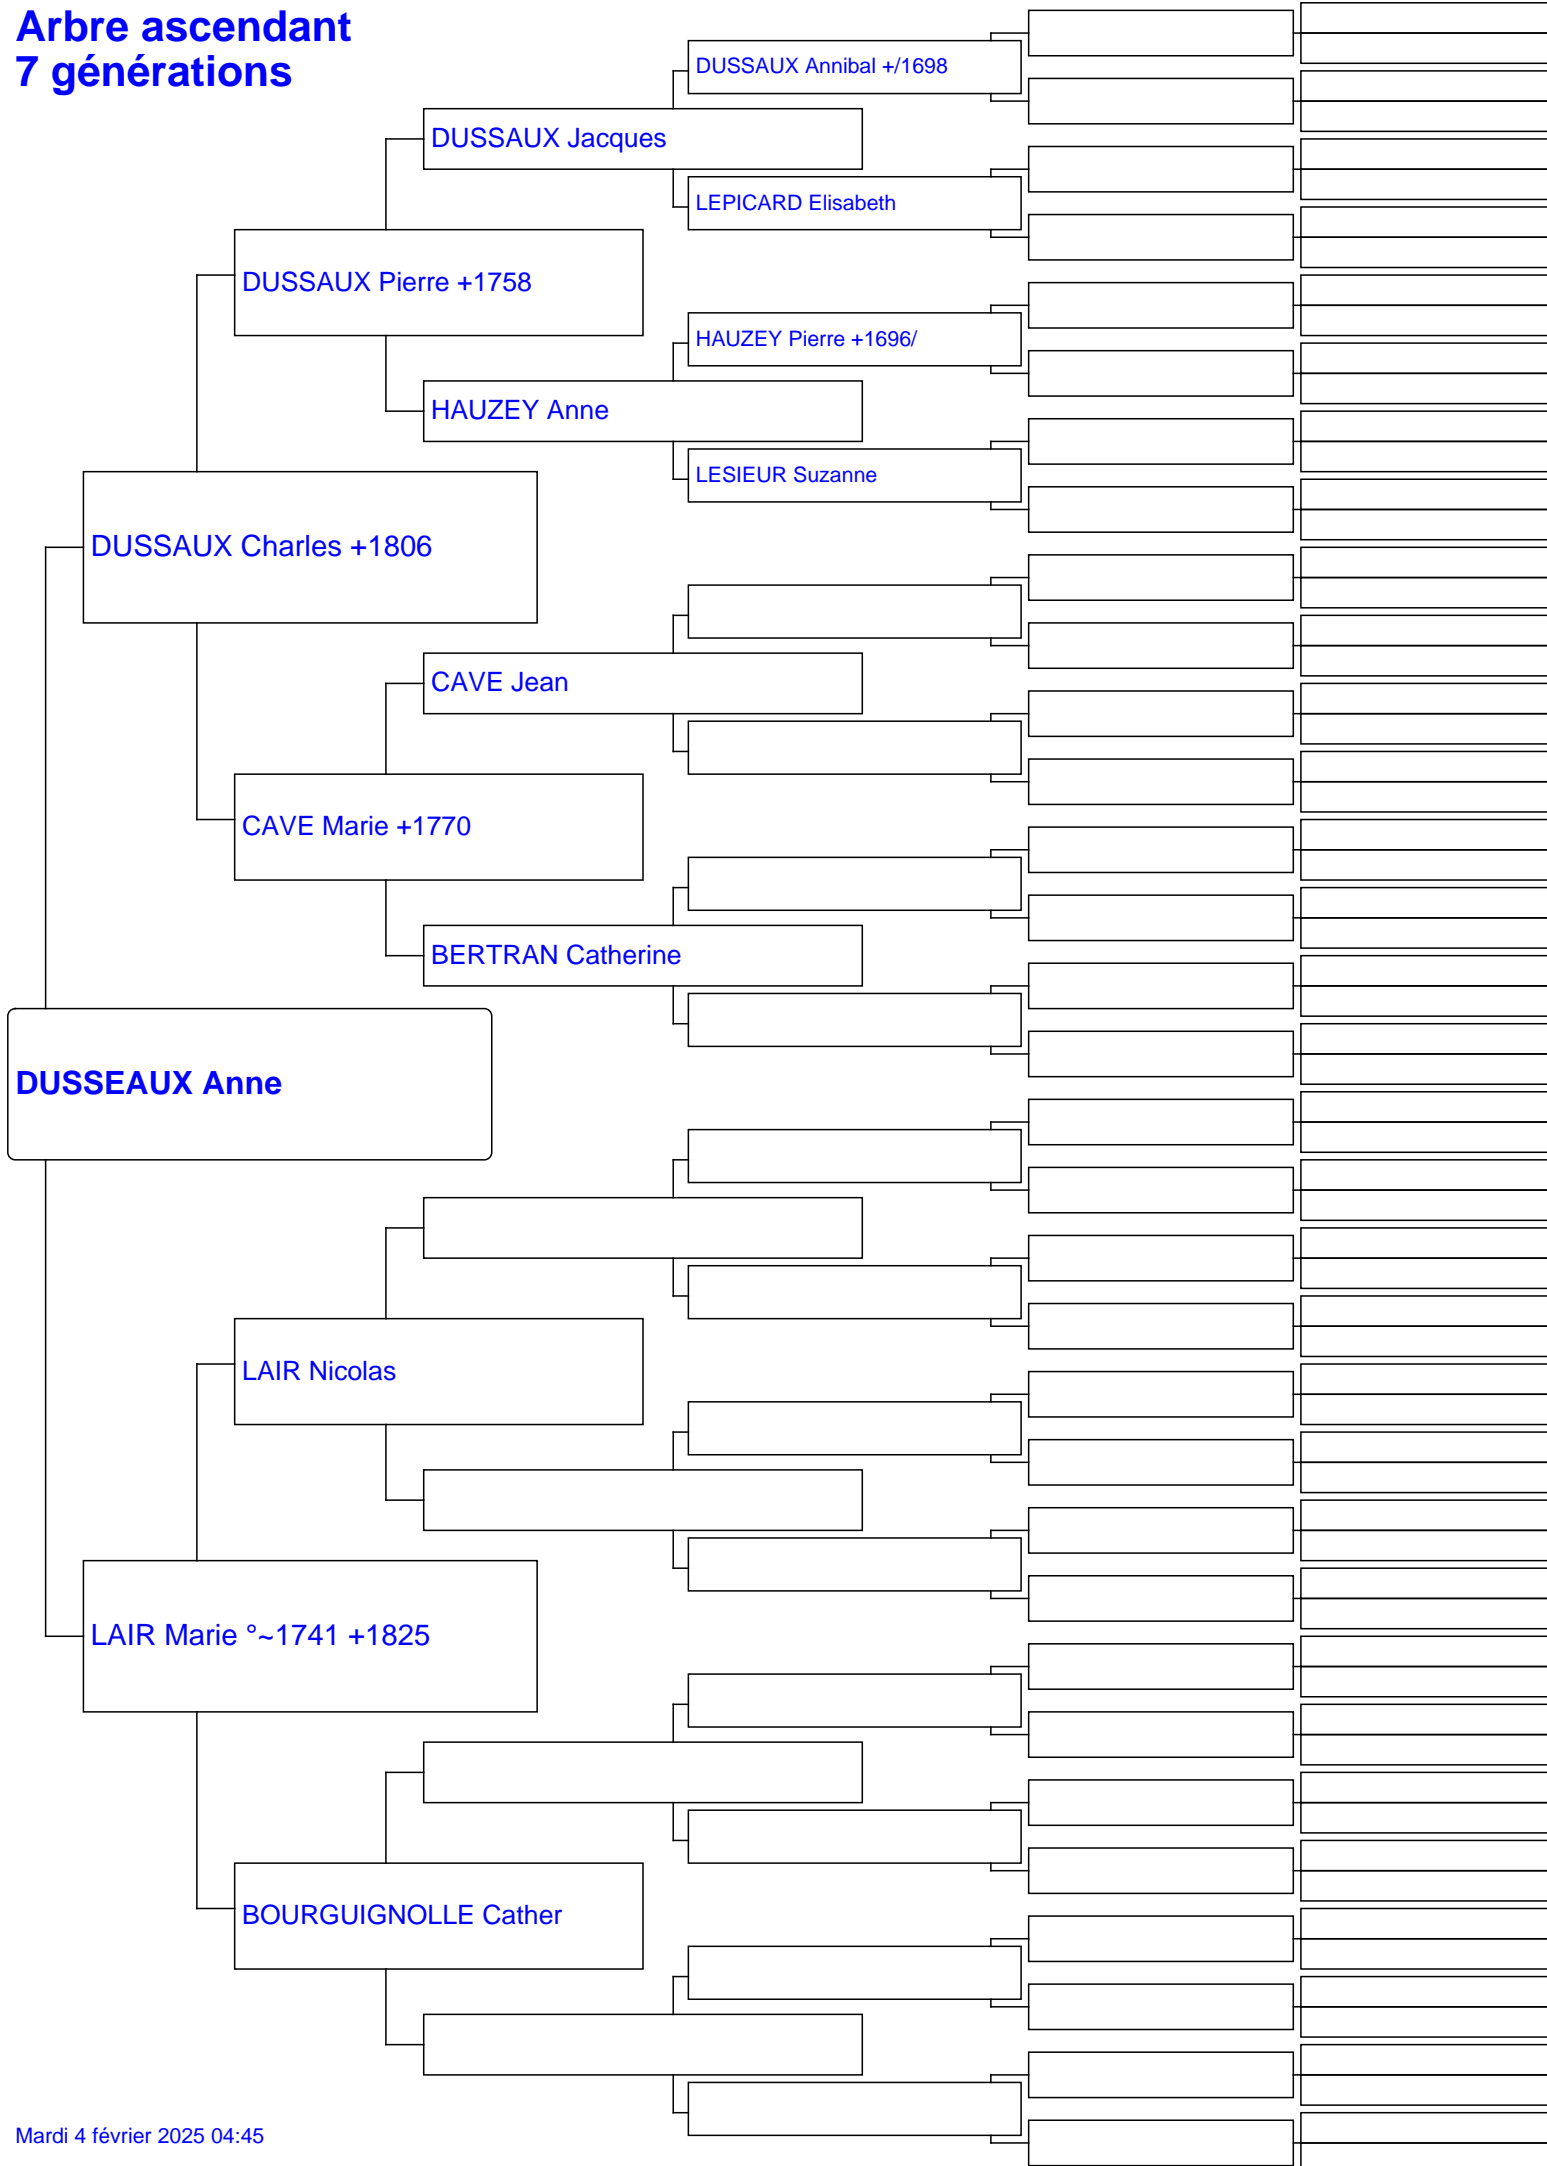 Arbre ascendant
7 générations
DUSSAUX Annibal +/1698
DUSSAUX Jacques
LEPICARD Elisabeth
DUSSAUX Pierre +1758
HAUZEY Pierre +1696/
HAUZEY Anne
LESIEUR Suzanne
DUSSAUX Charles +1806
CAVE Jean
CAVE Marie +1770
BERTRAN Catherine
DUSSEAUX Anne
LAIR Nicolas
LAIR Marie °~1741 +1825
BOURGUIGNOLLE Cather
Mardi 4 février 2025 04:45